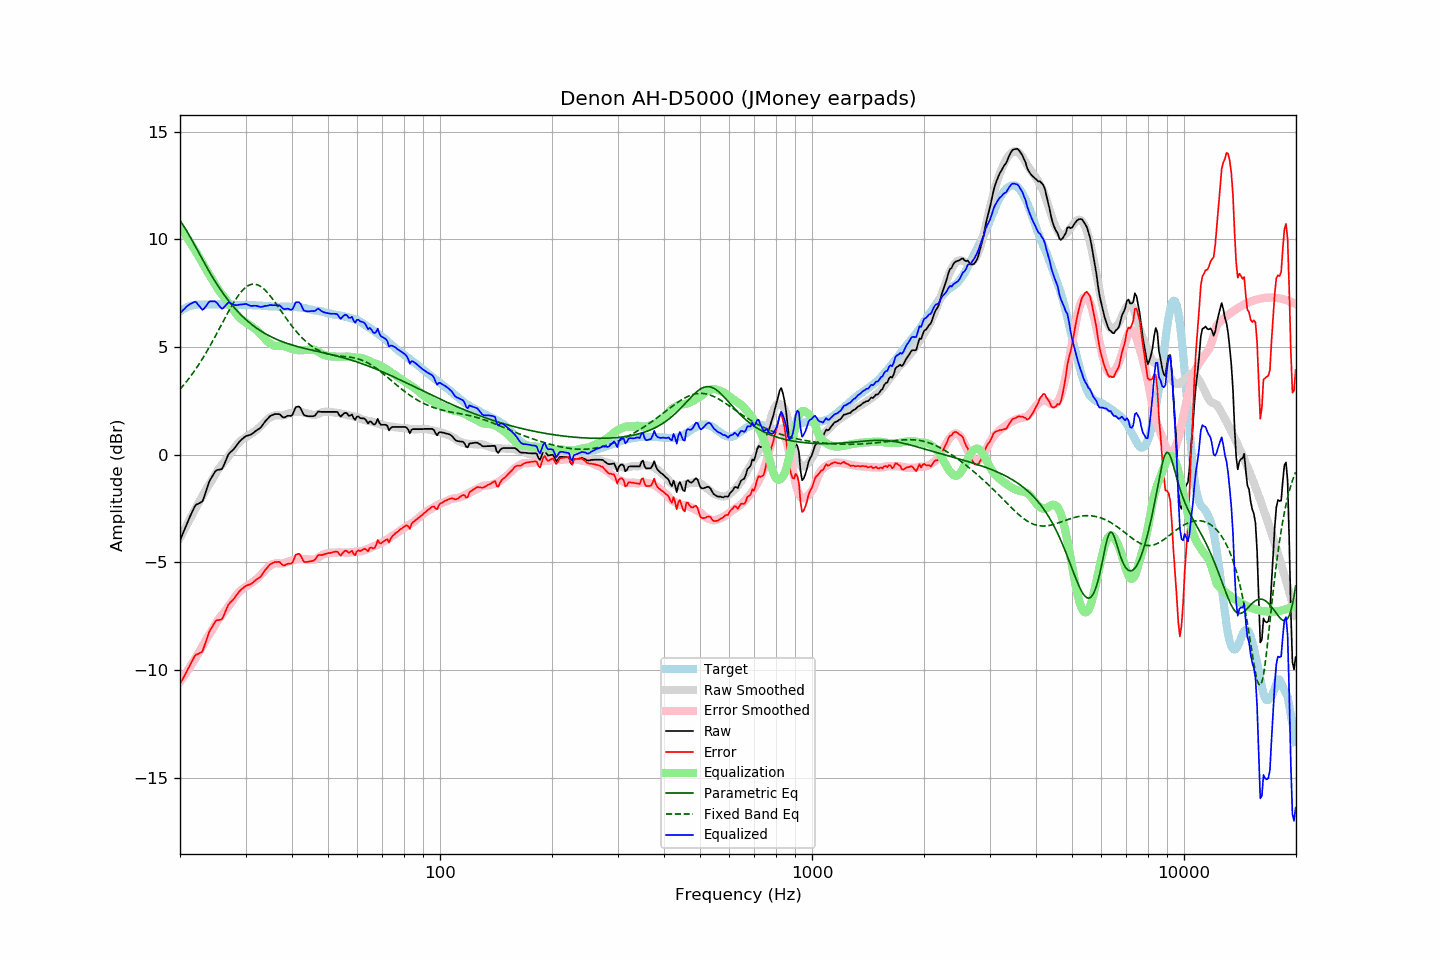 Denon AH-D5000 (JMoney earpads)
15
10
5
0
−5
−10
−15
Amplitude (dBr)
Target
Raw Smoothed
Error Smoothed
Raw
Error
Equalization
Parametric Eq
Fixed Band Eq
Equalized
100
1000
10000
Frequency (Hz)